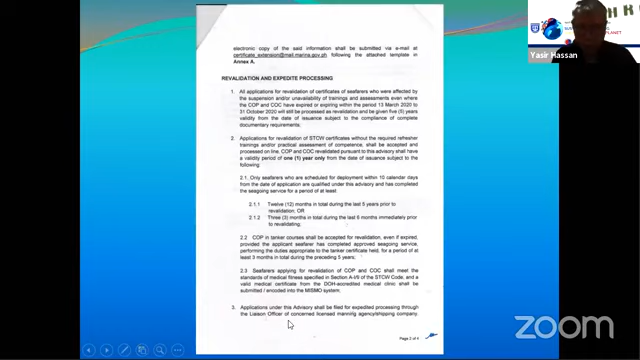 Yasir Hassan
electronic copy of the said information shall be submitted via e-mail at
certificate_extension@mail.marina.gov.ph, following the attached template in
Annex A.
REVALIDATION AND EXPEDITE PROCESSING
1. All applications for revalidation of certificates of seafarers who were affected by
the suspension and/or unavailability of trainings and assessments even where
the COP and COC have expired or expiring within the period 13 March 2020 to
31 October 2020 will still be processed as revalidation and be given five (5) years
validity from the date of issuance subject to the compliance of complete
documentary requirements:
2. Applications for revalidation of STCW certificates without the required refresher
trainings and/or practical assessment of competence, shall be accepted and
processed on line. COP and COC revalidated pursuant to this advisory shall have
a validity period of one (1) year only from the date of issuance subject to the
following:
2.1. Only seafarers who are scheduled for deployment within 10 calendar days
from the date of application are qualified under this advisory and has completed
the seagoing service for a period of at least:
2.1.1 Twelve (12) months in total during the last 5 years prior to
revalidation; OR
2.1.2 Three (3) months in total during the last 6 months immediately prior
to revalidating;
2.2 COP in tanker courses shall be accepted for revalidation, even if expired,
provided the applicant seafarer has completed approved seagoing service,
performing the duties appropriate to the tanker certificate held, for a period of at
least 3 months in total during the preceding 5 years.
2.3 Seafarers applying for revalidation of COP and COC shall meet the
standards of medical fitness specified in Section A-I/9 of the STCW Code, and
a valid medical certificate from the DOH-accredited medical clinic shall be
submitted / encoded into the MISMO system.
3. Applications under this Advisory shall be filed for expedited processing through
the Liaison Officer of concerned licensed manning agency/shipping company.
Page 2 of 4
zoom